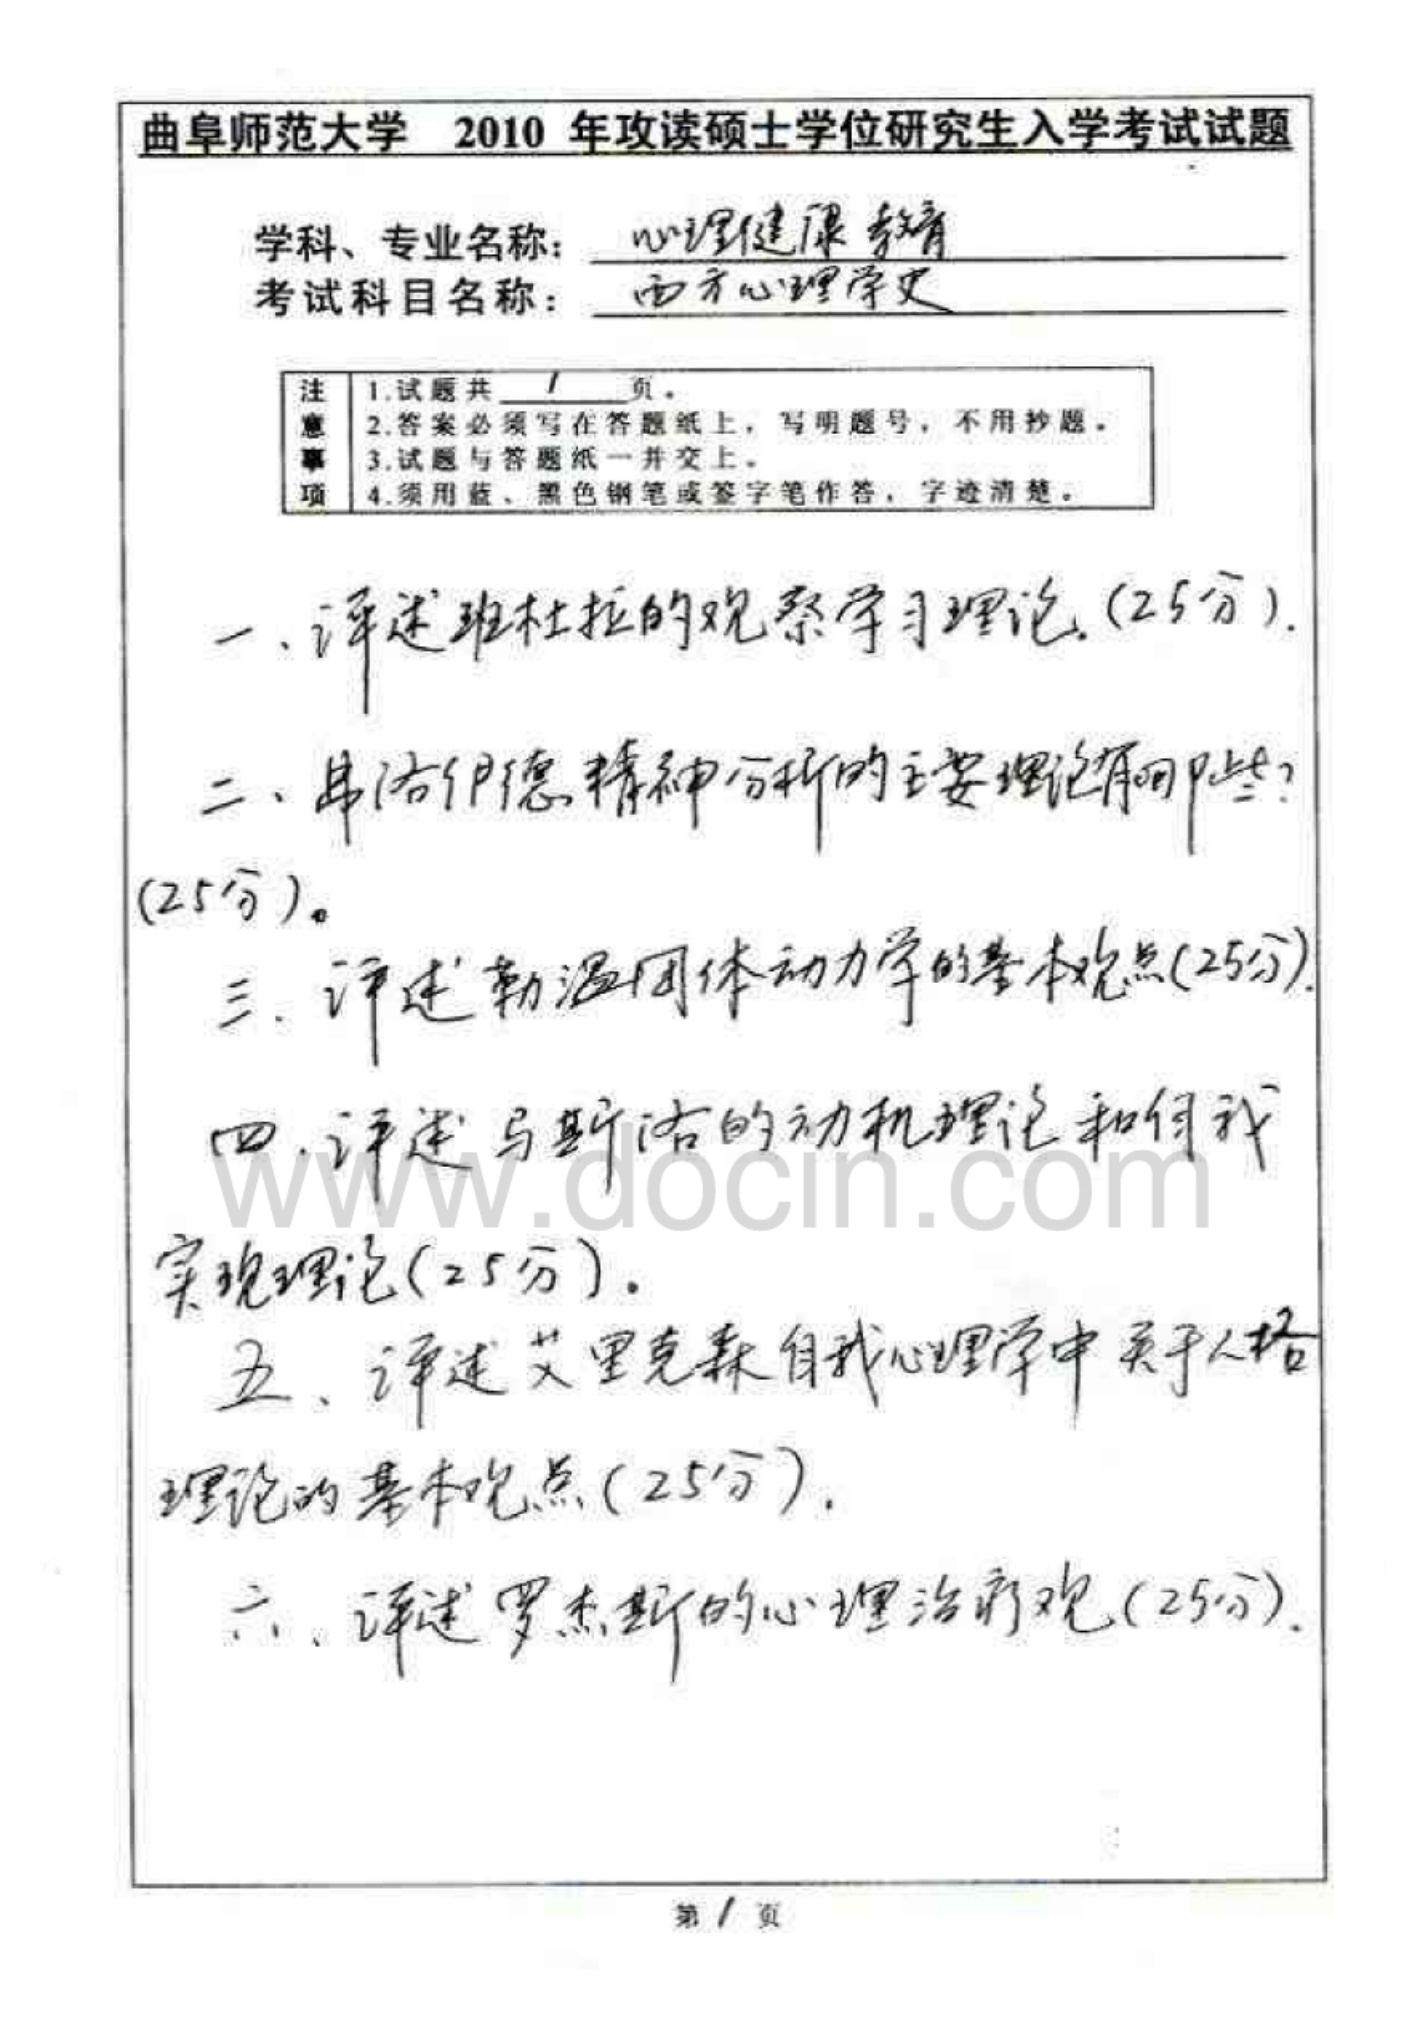 曲阜师范大学 2010 年攻读硕士学位研究生入学考试试题
学科、专业名称：心理健康教育
考试科目名称：西方心理学史
注意事项
1.试题共 1 页。
2.答案必须写在答题纸上，写明题号，不用抄题。
3.试题与答题纸一并交上。
4.须用蓝、黑色钢笔或签字笔作答，字迹清楚。
一、评述班杜拉的观察学习理论。(25分).
二、弗洛伊德精神分析的主要理论有哪些?
(25分)。
三、评述勒温团体动力学的基本观点(25分).
四、评述马斯洛的动机理论和自我
www.docin.com
实现理论(25分)。
五、评述艾里克森自我心理学中关于人格
理论的基本观点(25分).
六、评述罗杰斯的心理治疗观(25分).
第 1 页